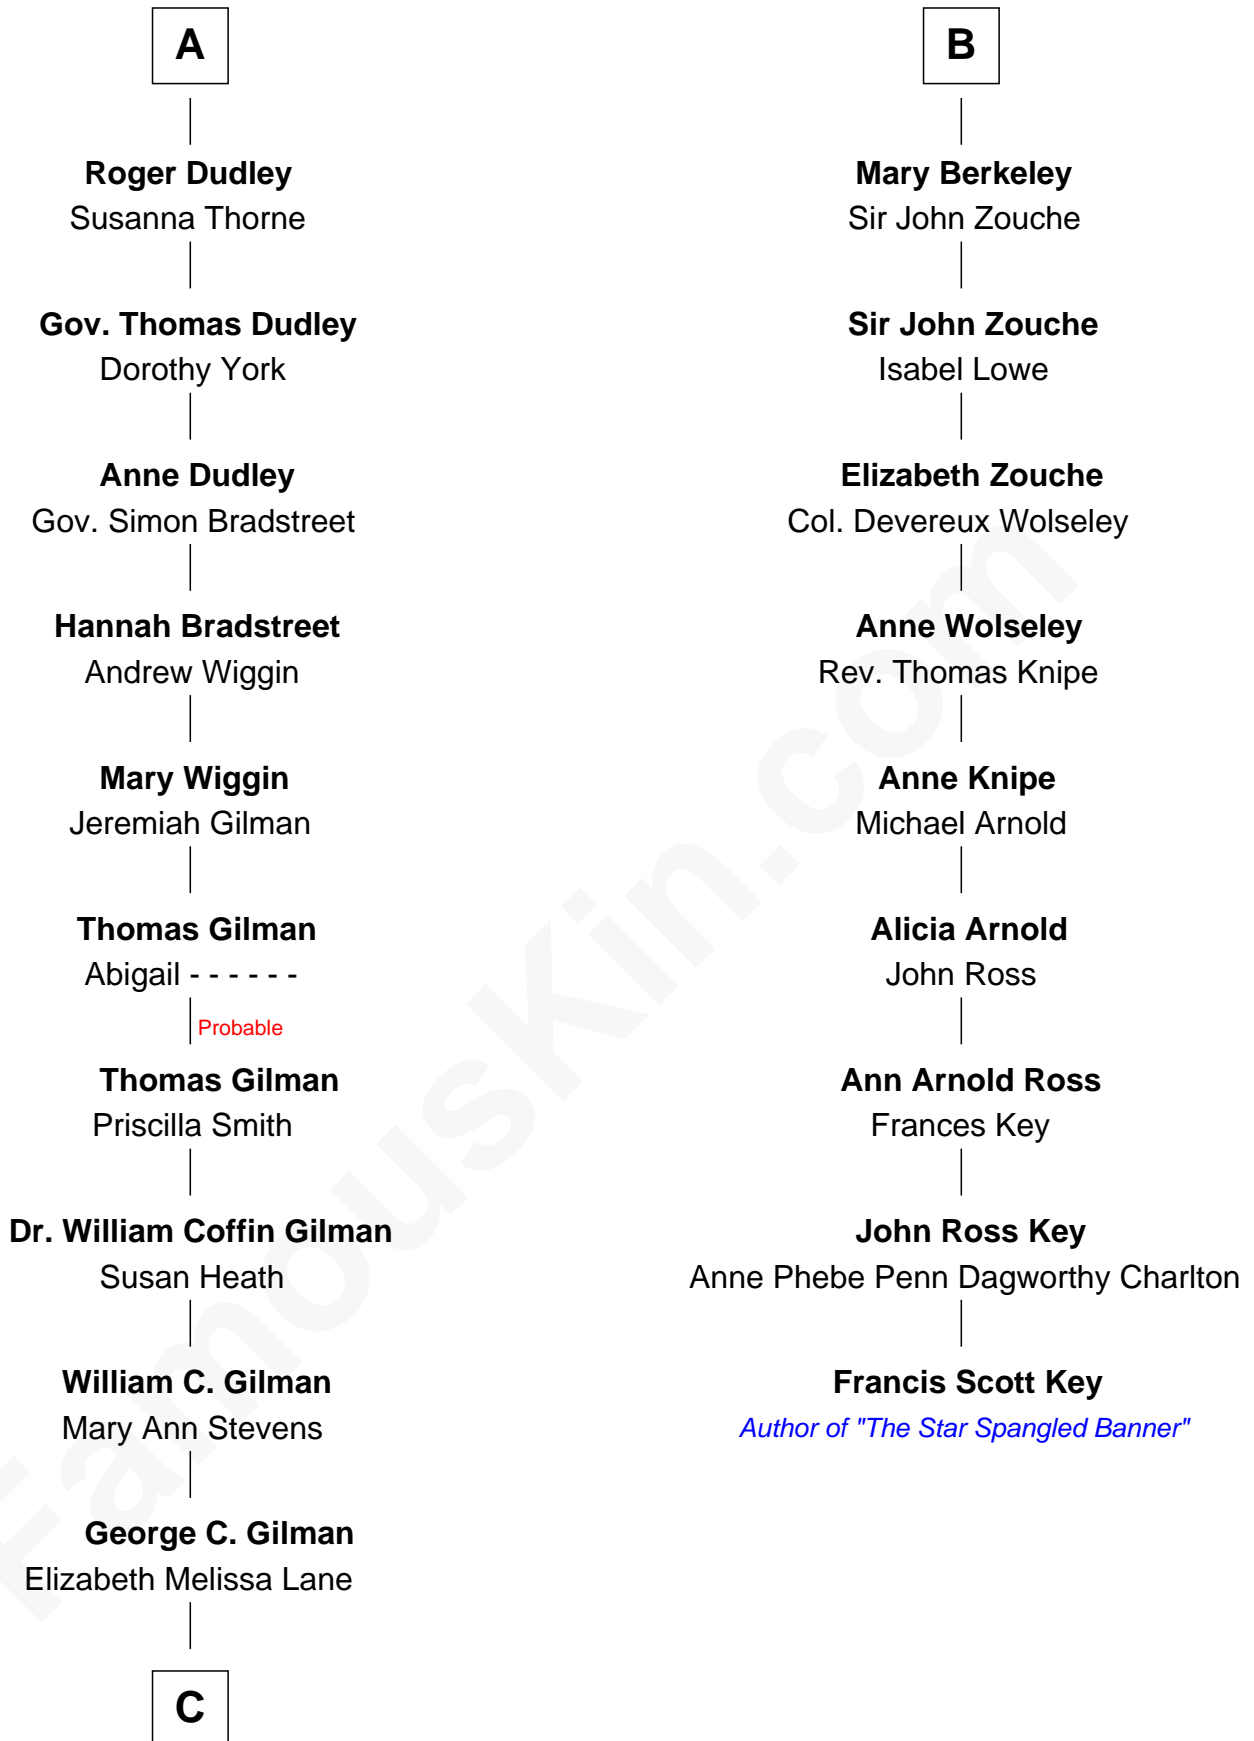 A
Roger Dudley
Susanna Thorne
Gov. Thomas Dudley
Dorothy York
Anne Dudley
Gov. Simon Bradstreet
Hannah Bradstreet
Andrew Wiggin
Mary Wiggin
Jeremiah Gilman
Thomas Gilman
Abigail - - - - - -
Probable
Thomas Gilman
Priscilla Smith
Dr. William Coffin Gilman
Susan Heath
William C. Gilman
Mary Ann Stevens
George C. Gilman
Elizabeth Melissa Lane
C
B
Mary Berkeley
Sir John Zouche
Sir John Zouche
Isabel Lowe
Elizabeth Zouche
Col. Devereux Wolseley
Anne Wolseley
Rev. Thomas Knipe
Anne Knipe
Michael Arnold
Alicia Arnold
John Ross
Ann Arnold Ross
Frances Key
John Ross Key
Anne Phebe Penn Dagworthy Charlton
Francis Scott Key
Author of "The Star Spangled Banner"
FamousKin.com